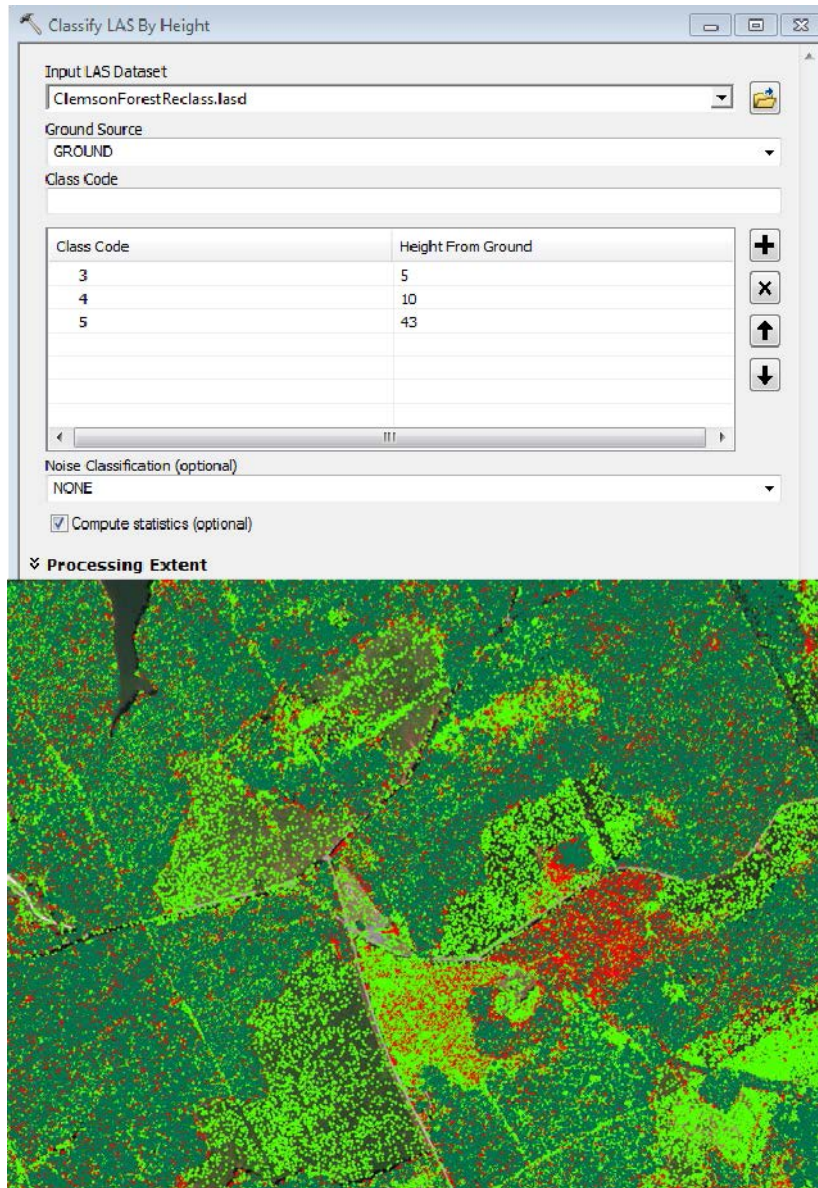 Classify LAS By Height
Input LAS Dataset
ClemsonForestReclass.lasd
Ground Source
GROUND
Class Code
Class Code Height From Ground
3 5
4 10
5 43
Noise Classification (optional)
NONE
Compute statistics (optional)
Processing Extent